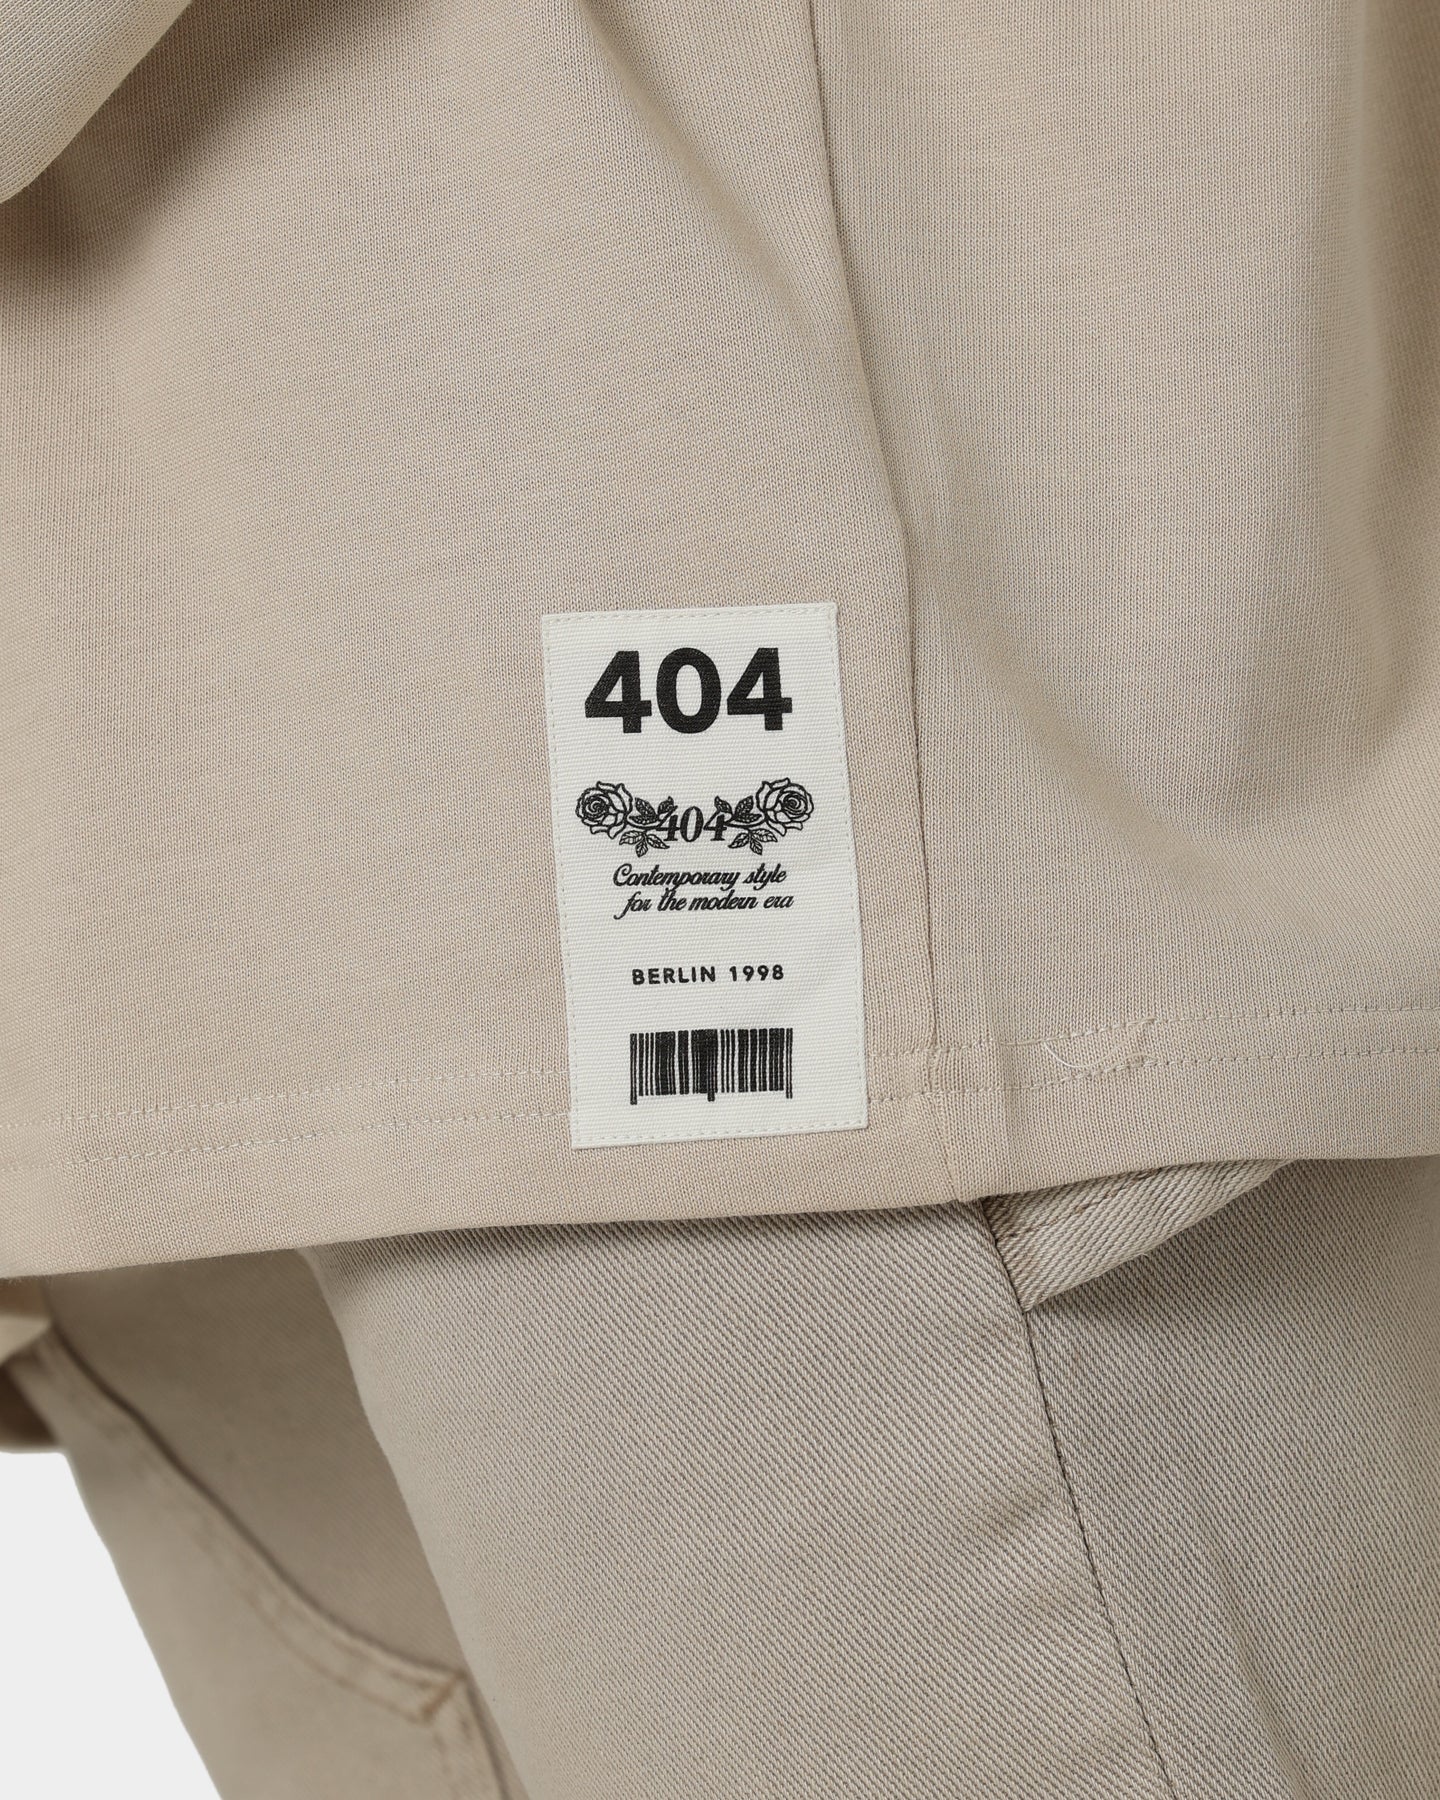 404
404
Contemporary style
for the modern era
BERLIN 1998